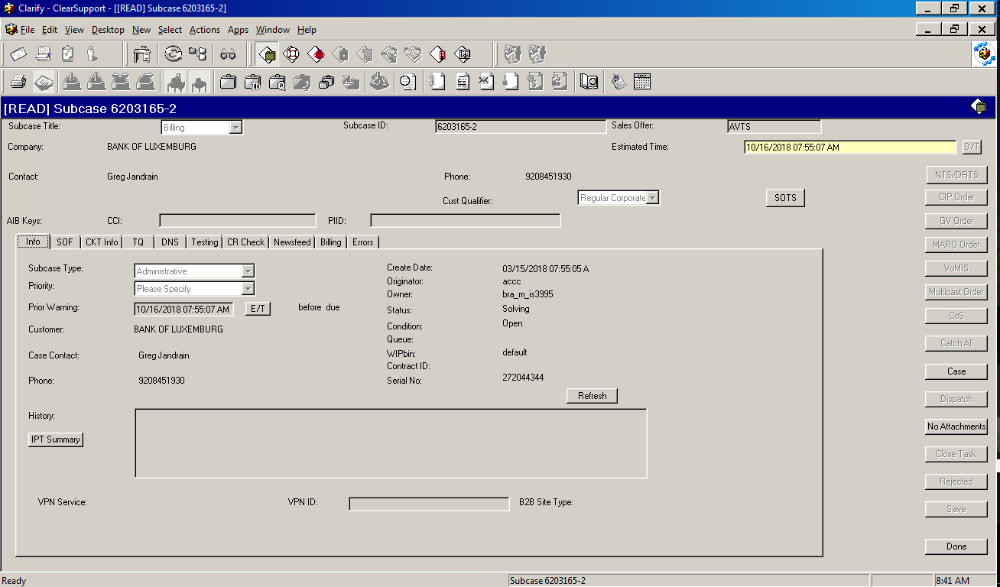 Clarify - ClearSupport - [[READ] Subcase 6203165-2]
File Edit View Desktop New Select Actions Apps Window Help
[READ] Subcase 6203165-2
Subcase Title: Billing Subcase ID: 6203165-2 Sales Offer: AVTS
Company: BANK OF LUXEMBURG Estimated Time: 10/16/2018 07:55:07 AM D/T
Contact: Greg Jandrain Phone: 9208451930 NTS/DRTS
Cust Qualifier: Regular Corporate SOTS CIP Order
AIB Keys: CCI: PIID: GV Order
Info SOF CKT Info TQ DNS Testing CR Check Newsfeed Billing Errors MARO Order
Subcase Type: Administrative Create Date: 03/15/2018 07:55:05 A VoMIS
Originator: accc
Priority: Please Specify Owner: bra_m_is3995 Multicast Order
Prior Warning: 10/16/2018 07:55:07 AM E/T before due Status: Solving CoS
Customer: BANK OF LUXEMBURG Condition: Open
Queue: Catch All
Case Contact: Greg Jandrain WIPbin: default
Contract ID: Case
Phone: 9208451930 Serial No: 272044344
Refresh Dispatch
History:
No Attachments
IPT Summary
Close Task
Rejected
VPN Service: VPN ID: B2B Site Type:
Save
Done
Ready Subcase 6203165-2 8:41 AM